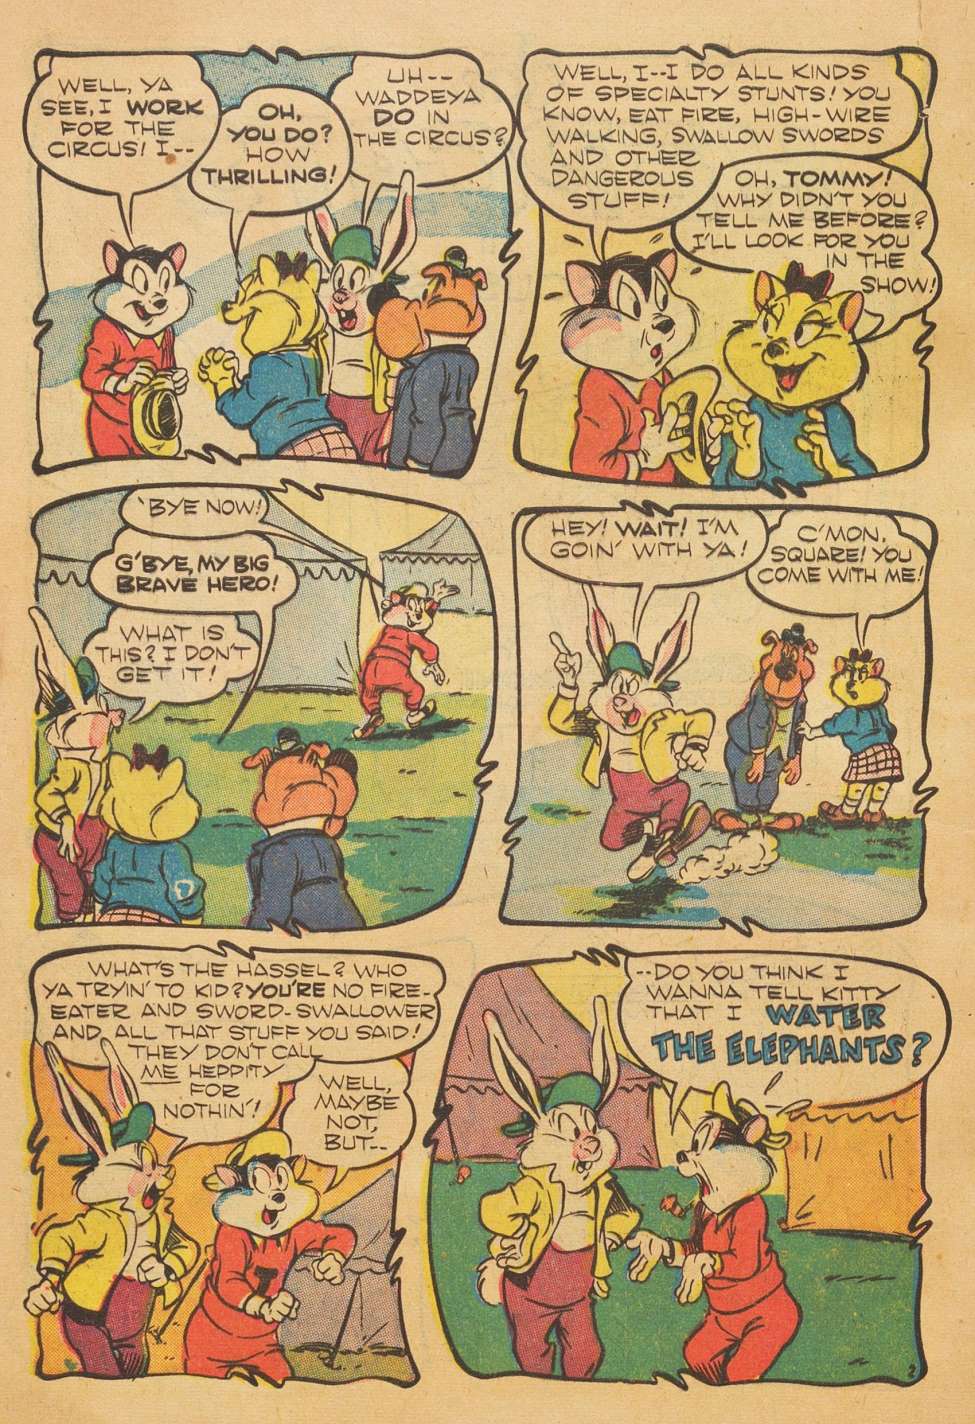 WELL, YA
SEE, I WORK
FOR THE
CIRCUS! I--
OH,
YOU DO?
HOW
THRILLING!
UH--
WADDEYA
DO IN
THE CIRCUS?
WELL, I--I DO ALL KINDS
OF SPECIALTY STUNTS! YOU
KNOW, EAT FIRE, HIGH-WIRE
WALKING, SWALLOW SWORDS
AND OTHER
DANGEROUS
STUFF!
OH, TOMMY!
WHY DIDN'T YOU
TELL ME BEFORE?
I'LL LOOK FOR YOU
IN THE
SHOW!
'BYE NOW!
G'BYE, MY BIG
BRAVE HERO!
WHAT IS
THIS? I DON'T
GET IT!
HEY! WAIT! I'M
GOIN' WITH YA!
C'MON,
SQUARE! YOU
COME WITH ME!
WHAT'S THE HASSEL? WHO
YA TRYIN' TO KID? YOU'RE NO FIRE-
EATER AND SWORD-SWALLOWER
AND ALL THAT STUFF YOU SAID!
THEY DON'T CALL
ME HEPPITY
FOR
NOTHIN'!
WELL,
MAYBE
NOT,
BUT--
T
--DO YOU THINK I
WANNA TELL KITTY
THAT I WATER
THE ELEPHANTS?
2